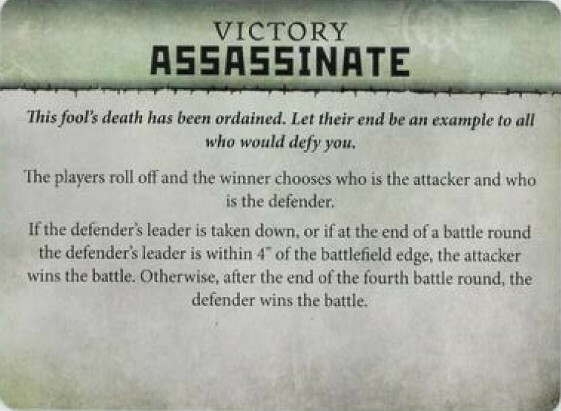 VICTORY
ASSASSINATE
This fool's death has been ordained. Let their end be an example to all
who would defy you.
The players roll off and the winner chooses who is the attacker and who
is the defender.
If the defender's leader is taken down, or if at the end of a battle round
the defender's leader is within 4" of the battlefield edge, the attacker
wins the battle. Otherwise, after the end of the fourth battle round, the
defender wins the battle.